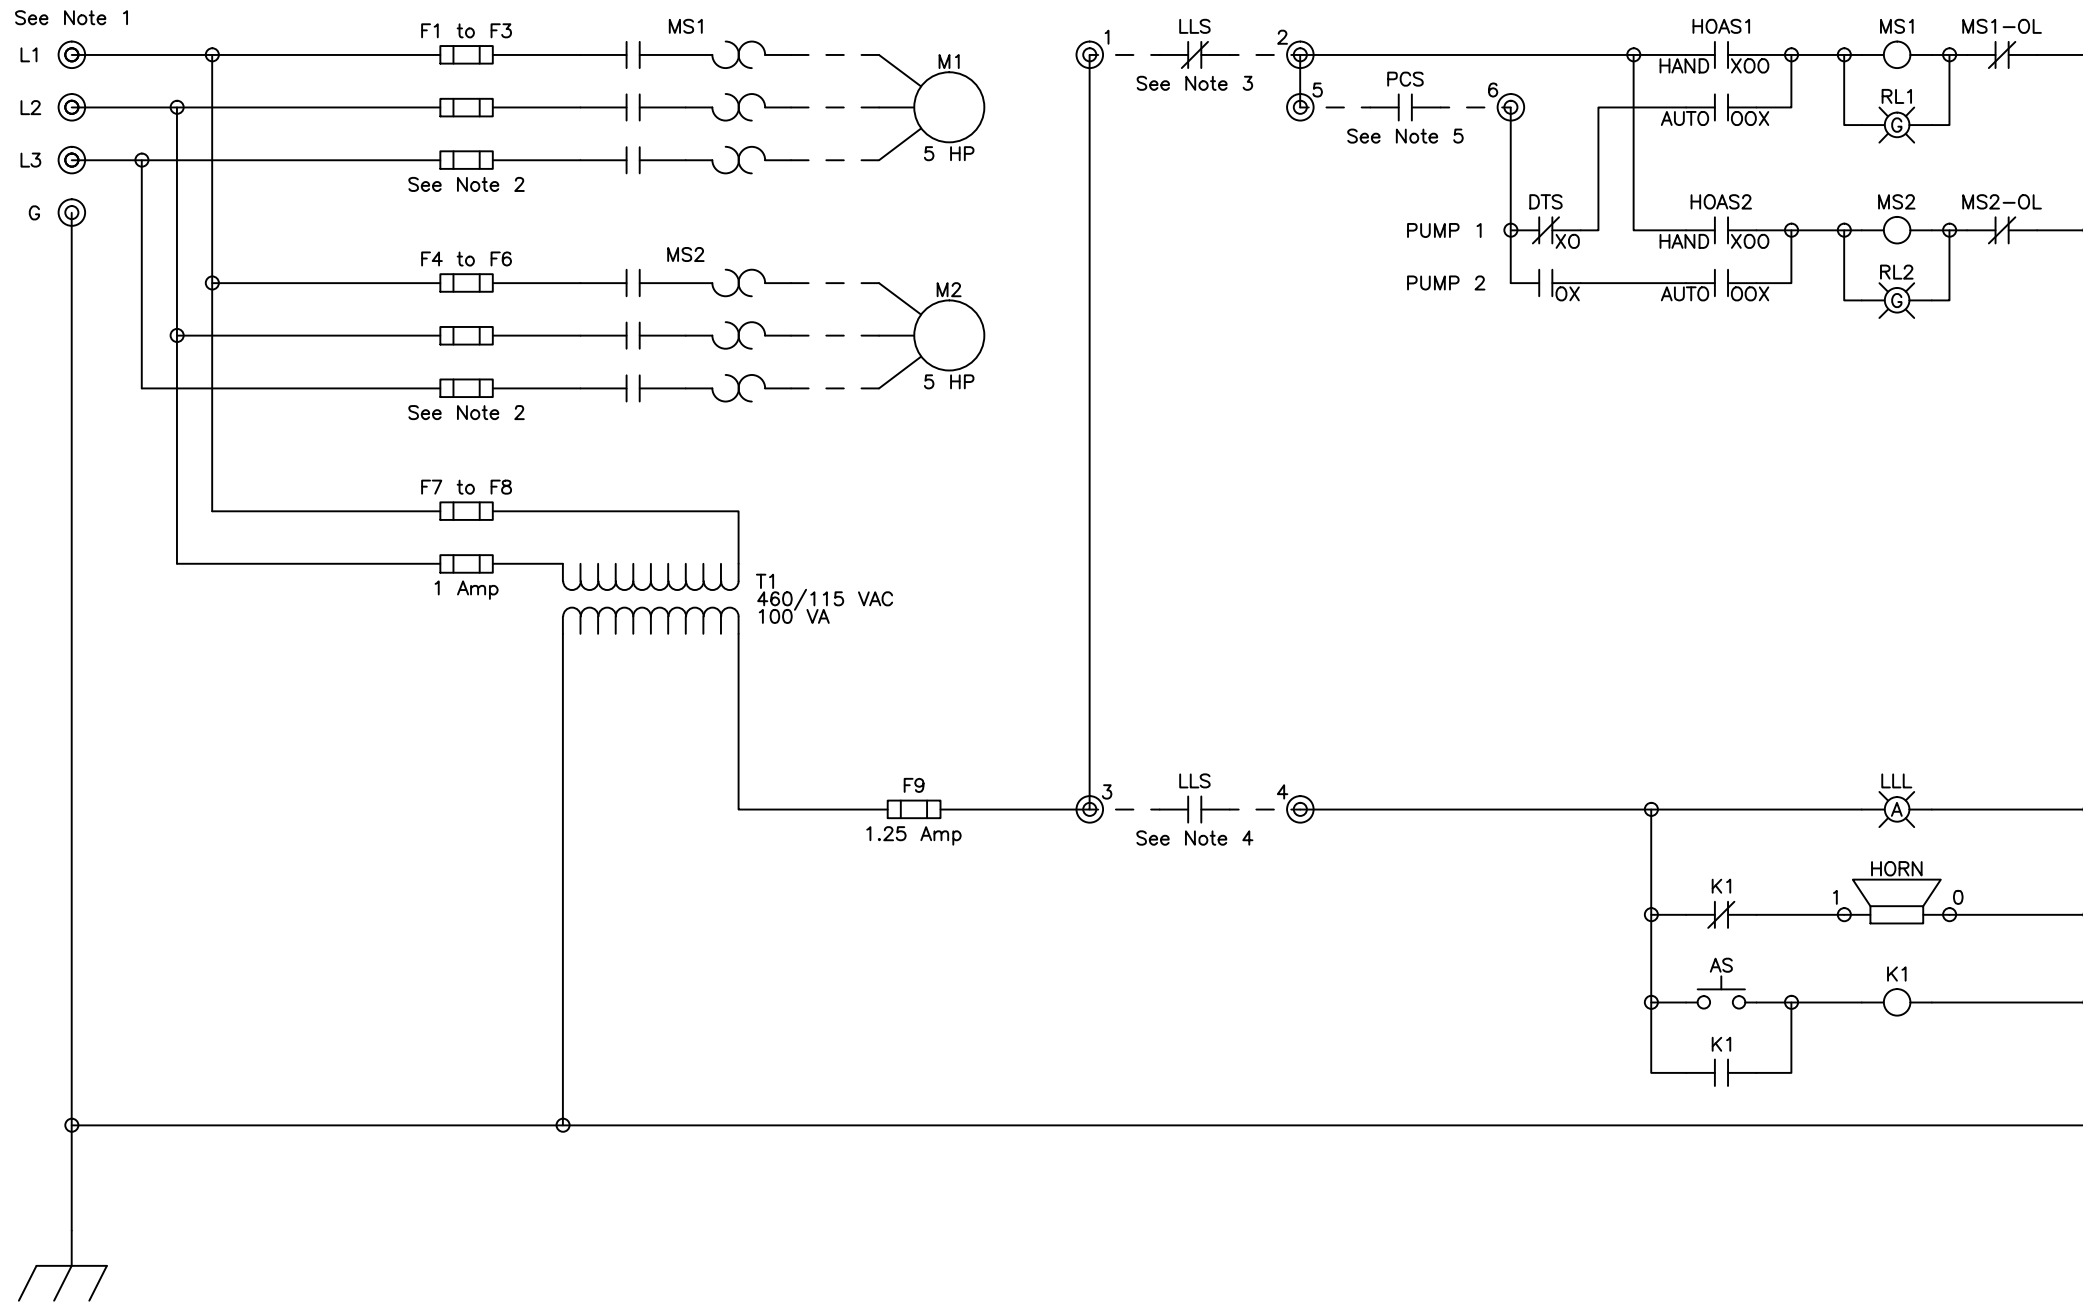 See Note 1
L1
L2
L3
G
F1 to F3
MS1
M1
5 HP
See Note 2
F4 to F6
MS2
M2
5 HP
See Note 2
F7 to F8
1 Amp
T1
460/115 VAC
100 VA
F9
1.25 Amp
1
LLS
2
See Note 3
5
PCS
6
See Note 5
HOAS1
HAND
XOO
AUTO
OOX
MS1
MS1-OL
RL1
G
PUMP 1
DTS
XO
HOAS2
HAND
XOO
MS2
MS2-OL
PUMP 2
OX
AUTO
OOX
RL2
G
3
LLS
4
See Note 4
LLL
A
K1
1
HORN
0
AS
K1
K1